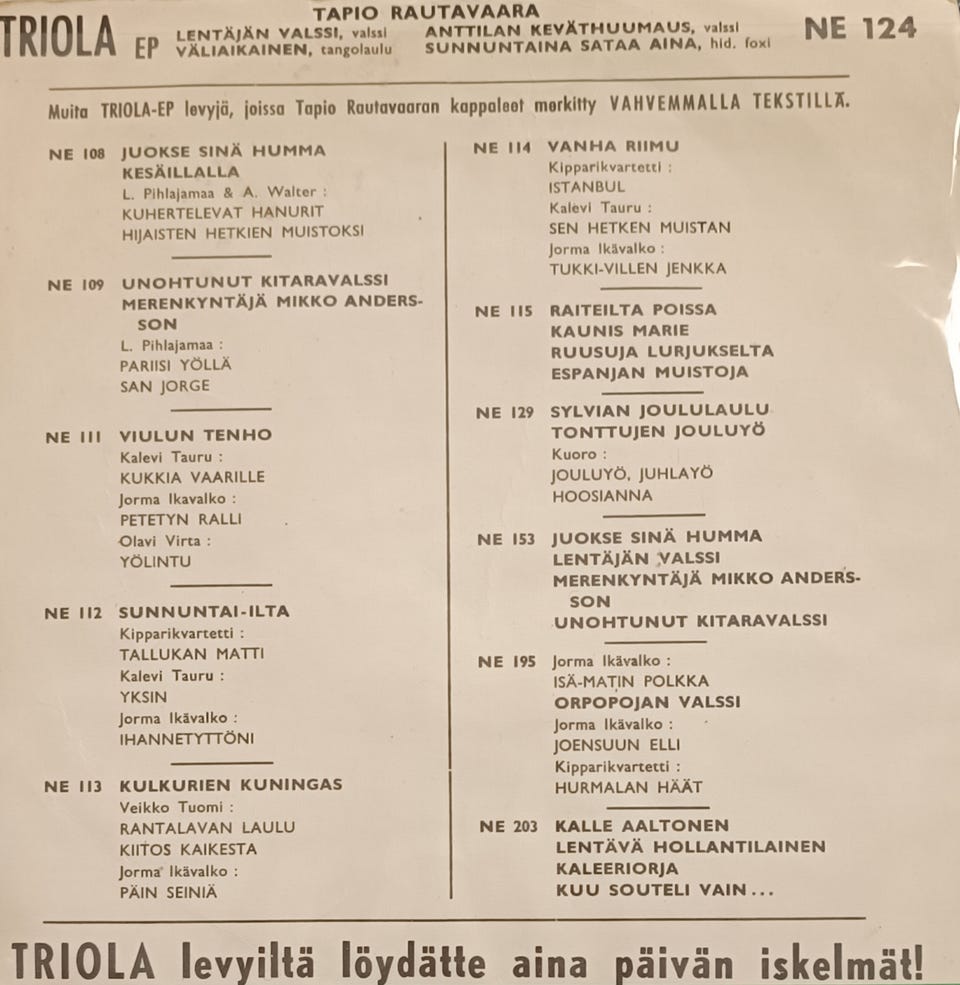 TRIOLA EP
TAPIO RAUTAVAARA
LENTÄJÄN VALSSI, valssi
VÄLIAIKAINEN, tangolaulu
ANTTILAN KEVÄTHUUMAUS, valssi
SUNNUNTAINA SATAA AINA, hid. foxi
NE 124
Muita TRIOLA-EP levyjä, joissa Tapio Rautavaaran kappaleet merkitty VAHVEMMALLA TEKSTILLÄ.
NE 108 JUOKSE SINÄ HUMMA
KESÄILLALLA
L. Pihlajamaa & A. Walter :
KUHERTELEVAT HANURIT
HIJAISTEN HETKIEN MUISTOKSI
NE 109 UNOHTUNUT KITARAVALSSI
MERENKYNTÄJÄ MIKKO ANDERS-
SON
L. Pihlajamaa :
PARIISI YÖLLÄ
SAN JORGE
NE 111 VIULUN TENHO
Kalevi Tauru :
KUKKIA VAARILLE
Jorma Ikavalko :
PETETYN RALLI
Olavi Virta :
YÖLINTU
NE 112 SUNNUNTAI-ILTA
Kipparikvartetti :
TALLUKAN MATTI
Kalevi Tauru :
YKSIN
Jorma Ikävalko :
IHANNETYTTÖNI
NE 113 KULKURIEN KUNINGAS
Veikko Tuomi :
RANTALAVAN LAULU
KIITOS KAIKESTA
Jorma Ikävalko :
PÄIN SEINIÄ
NE 114 VANHA RIIMU
Kipparikvartetti :
ISTANBUL
Kalevi Tauru :
SEN HETKEN MUISTAN
Jorma Ikävalko :
TUKKI-VILLEN JENKKA
NE 115 RAITEILTA POISSA
KAUNIS MARIE
RUUSUJA LURJUKSELTA
ESPANJAN MUISTOJA
NE 129 SYLVIAN JOULULAULU
TONTTUJEN JOULUYÖ
Kuoro :
JOULUYÖ, JUHLAYÖ
HOOSIANNA
NE 153 JUOKSE SINÄ HUMMA
LENTÄJÄN VALSSI
MERENKYNTÄJÄ MIKKO ANDERS-
SON
UNOHTUNUT KITARAVALSSI
NE 195 Jorma Ikävalko :
ISÄ-MATIN POLKKA
ORPOPOJAN VALSSI
Jorma Ikävalko :
JOENSUUN ELLI
Kipparikvartetti :
HURMALAN HÄÄT
NE 203 KALLE AALTONEN
LENTÄVÄ HOLLANTILAINEN
KALEERIORJA
KUU SOUTELI VAIN...
TRIOLA levyiltä löydätte aina päivän iskelmät!